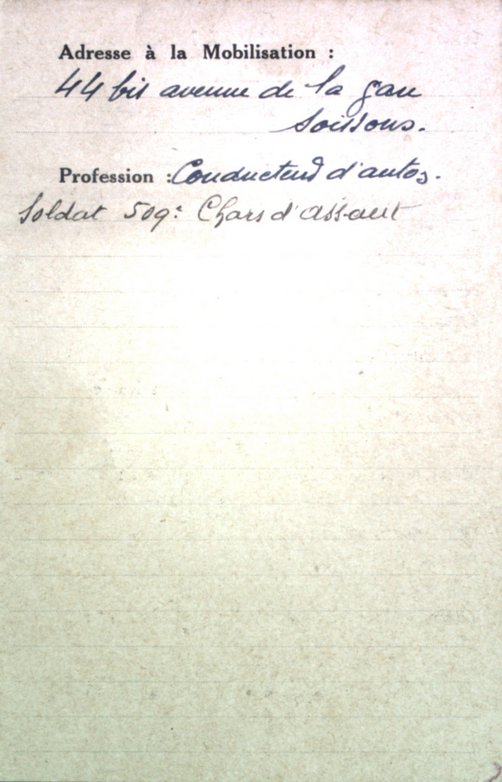 Adresse à la Mobilisation :
44 bis avenue de la gare
Soissons.
Profession : Conducteur d'autos.
Soldat 509e Chars d'assaut